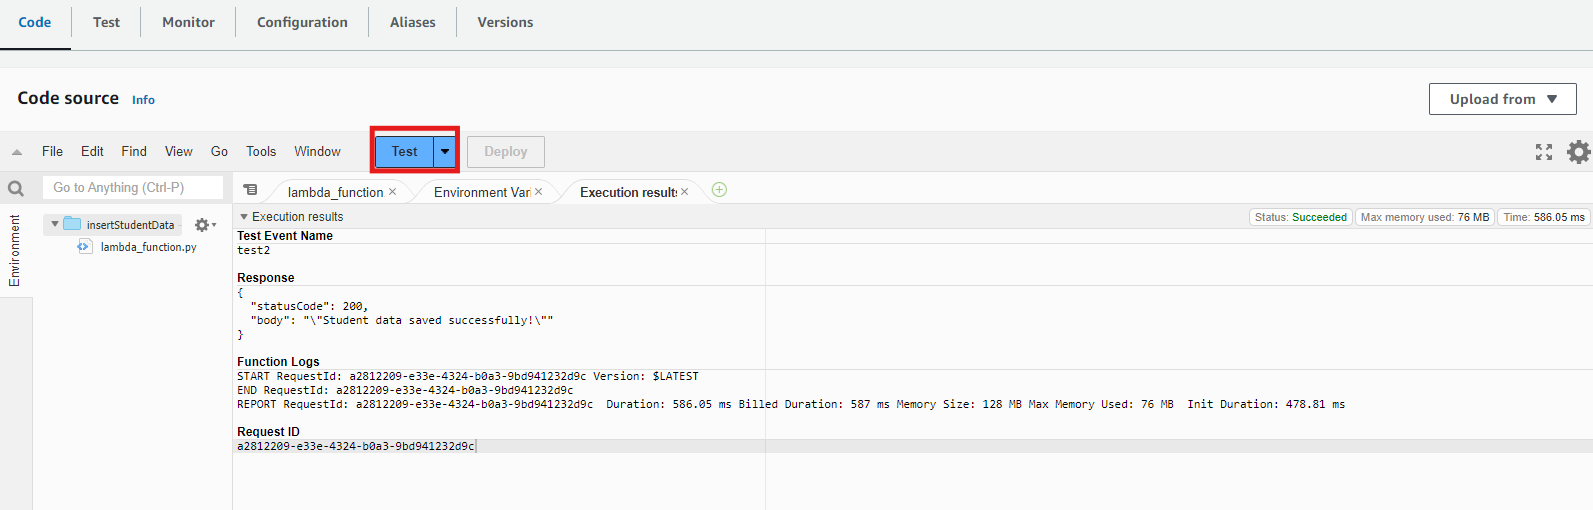 Code Test Monitor Configuration Aliases Versions
Code source Info
Upload from
File Edit Find View Go Tools Window Test Deploy
Go to Anything (Ctrl-P)
lambda_function Environment Vari Execution results
Environment
insertStudentData
lambda_function.py
Execution results
Status: Succeeded Max memory used: 76 MB Time: 586.05 ms
Test Event Name
test2
Response
{
"statusCode": 200,
"body": "\"Student data saved successfully!\""
}
Function Logs
START RequestId: a2812209-e33e-4324-b0a3-9bd941232d9c Version: $LATEST
END RequestId: a2812209-e33e-4324-b0a3-9bd941232d9c
REPORT RequestId: a2812209-e33e-4324-b0a3-9bd941232d9c Duration: 586.05 ms Billed Duration: 587 ms Memory Size: 128 MB Max Memory Used: 76 MB Init Duration: 478.81 ms
Request ID
a2812209-e33e-4324-b0a3-9bd941232d9c